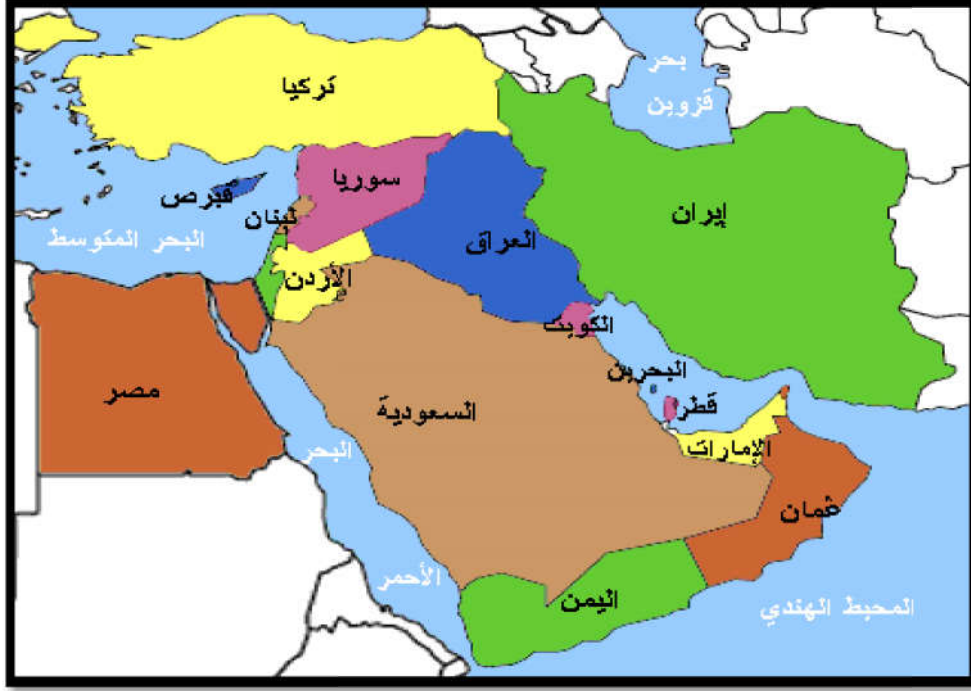 بحر
قزوين
تركيا
سوريا
قبرص
لبنان
إيران
البحر المتوسط
العراق
الأردن
الكويت
البحرين
مصر
السعودية
قطر
البحر
الإمارات
عُمان
الأحمر
اليمن
المحيط الهندي